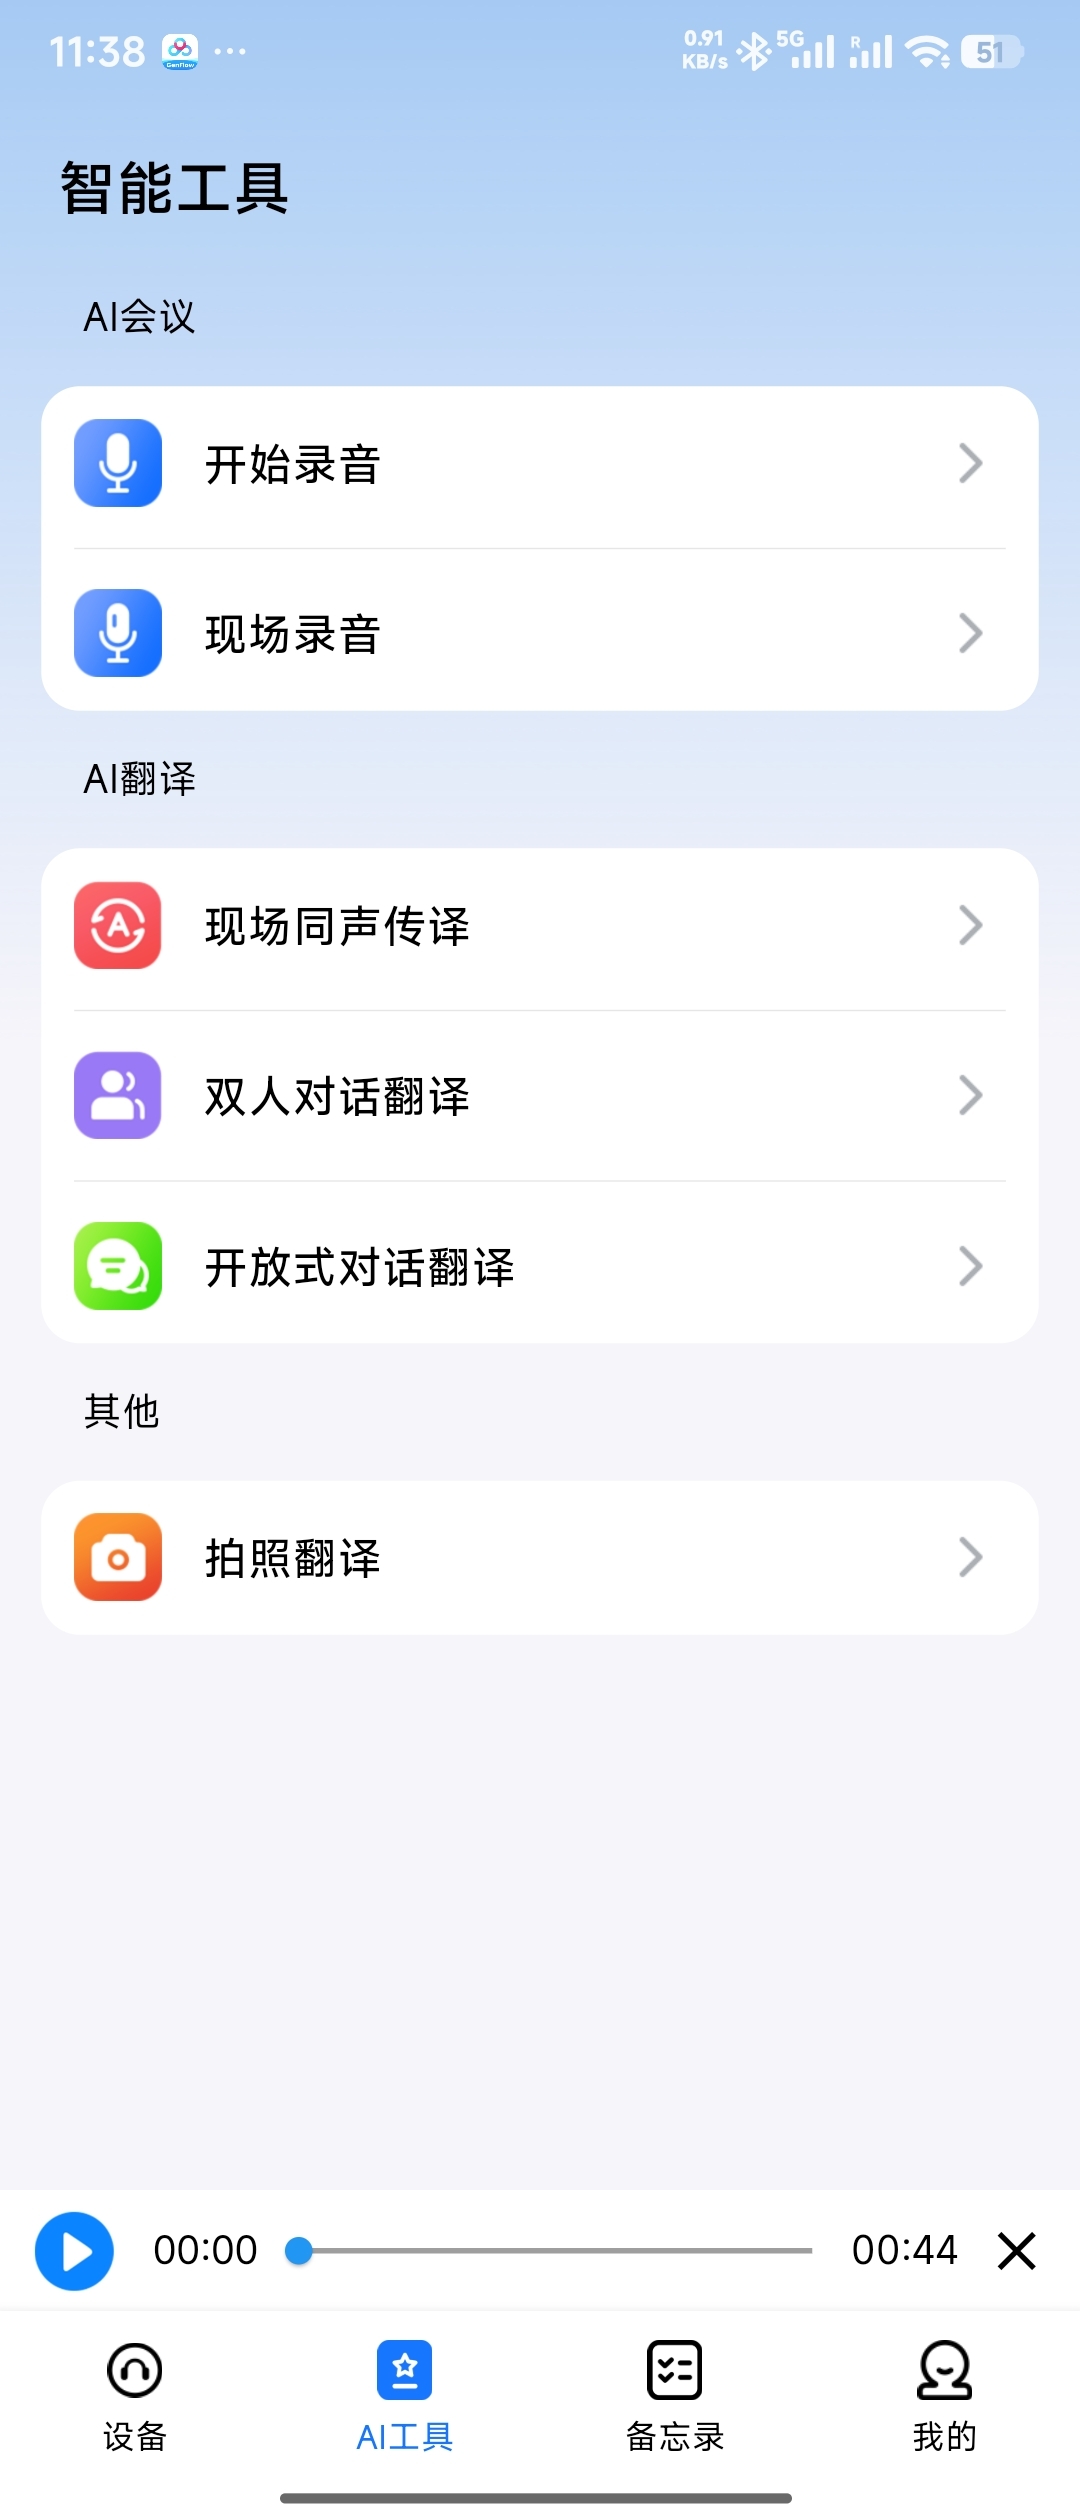 11:38
GenFlow
0.91
KB/s
5G
R
51
智能工具
AI会议
开始录音
现场录音
AI翻译
现场同声传译
双人对话翻译
开放式对话翻译
其他
拍照翻译
00:00
00:44
设备
AI工具
备忘录
我的